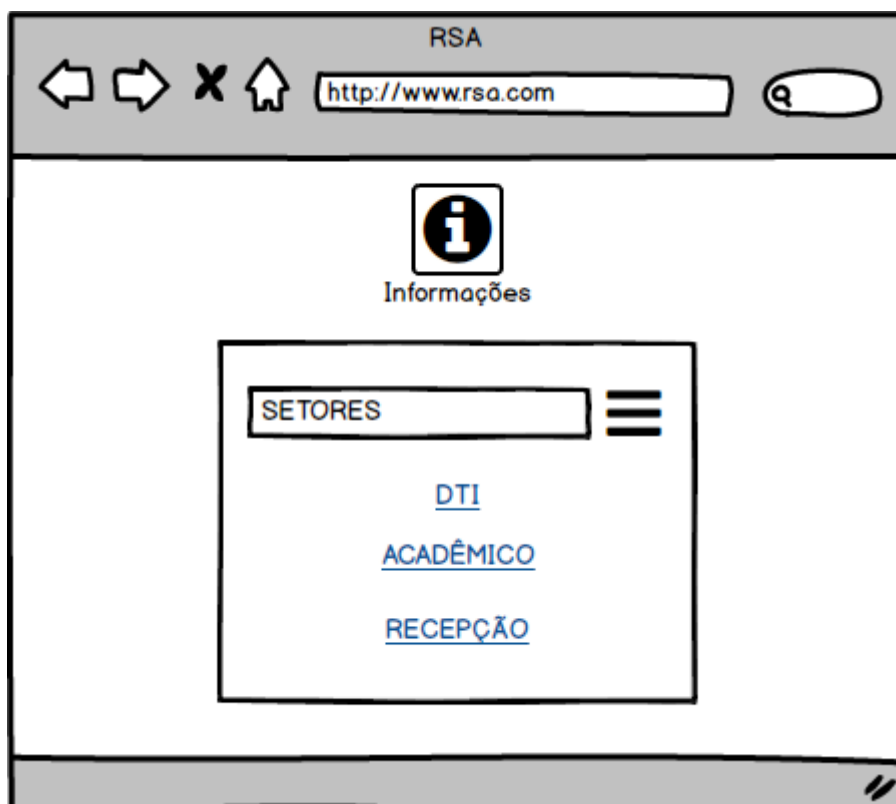 RSA
http://www.rsa.com
Informações
SETORES
DTI
ACADÊMICO
RECEPÇÃO